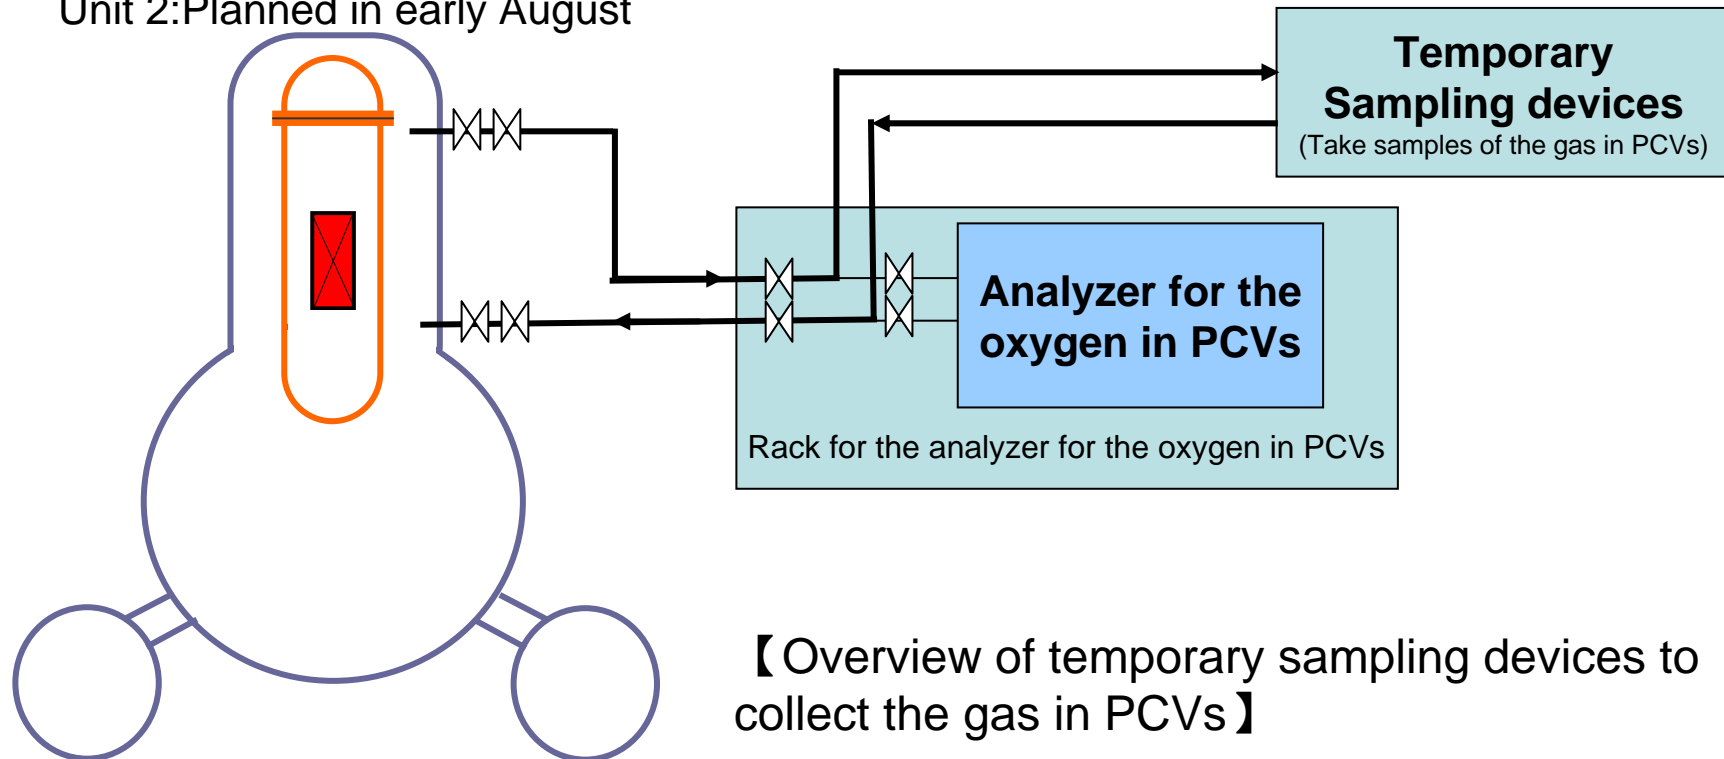 Unit 2:Planned in early August
Temporary
Sampling devices
(Take samples of the gas in PCVs)
Analyzer for the
oxygen in PCVs
Rack for the analyzer for the oxygen in PCVs
【Overview of temporary sampling devices to
collect the gas in PCVs】